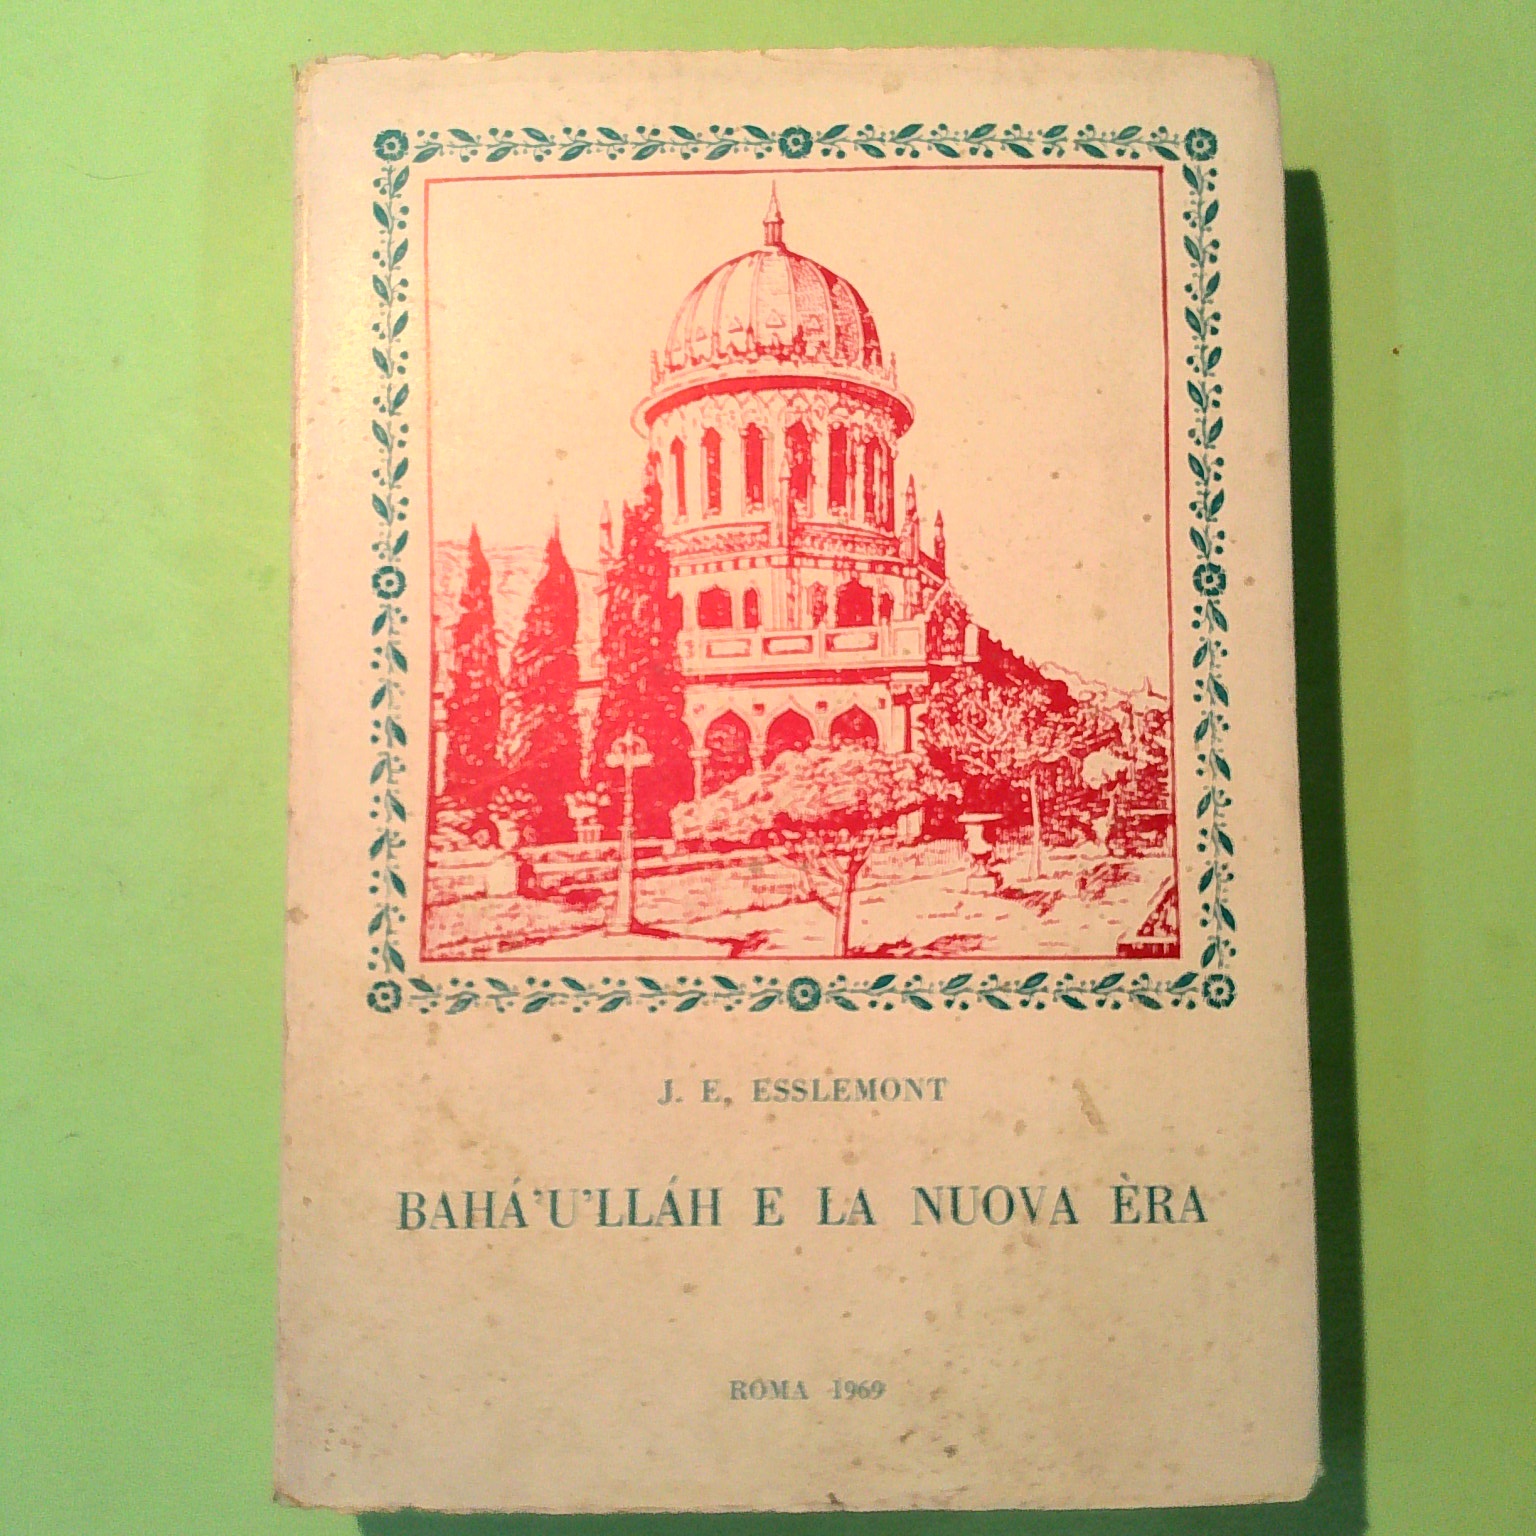 J. E. ESSLEMONT
BAHÁ'U'LLÁH E LA NUOVA ÈRA
ROMA 1969